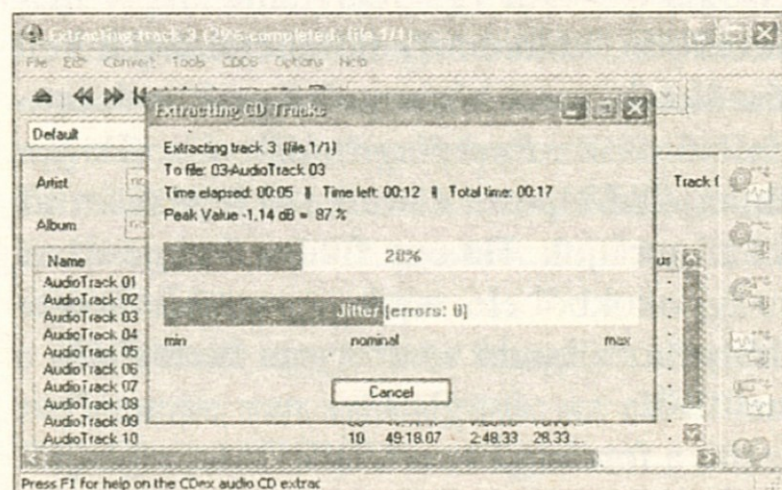 Extracting track 3 (29% completed, file 1/1)
File Edit Convert Tools CDDB Options Help
Default
Extracting CD Tracks
Extracting track 3 (file 1/1)
To file: 03-AudioTrack 03
Time elapsed: 00:05 || Time left: 00:12 || Total time: 00:17
Peak Value -1,14 dB = 87 %
28%
Jitter [errors: 0]
min nominal max
Cancel
Artist
Album
Track
Name
AudioTrack 01
AudioTrack 02
AudioTrack 03
AudioTrack 04
AudioTrack 05
AudioTrack 06
AudioTrack 07
AudioTrack 08
AudioTrack 09
AudioTrack 10 10 49:18.07 2:48.33 28,33...
Press F1 for help on the CDex audio CD extrac